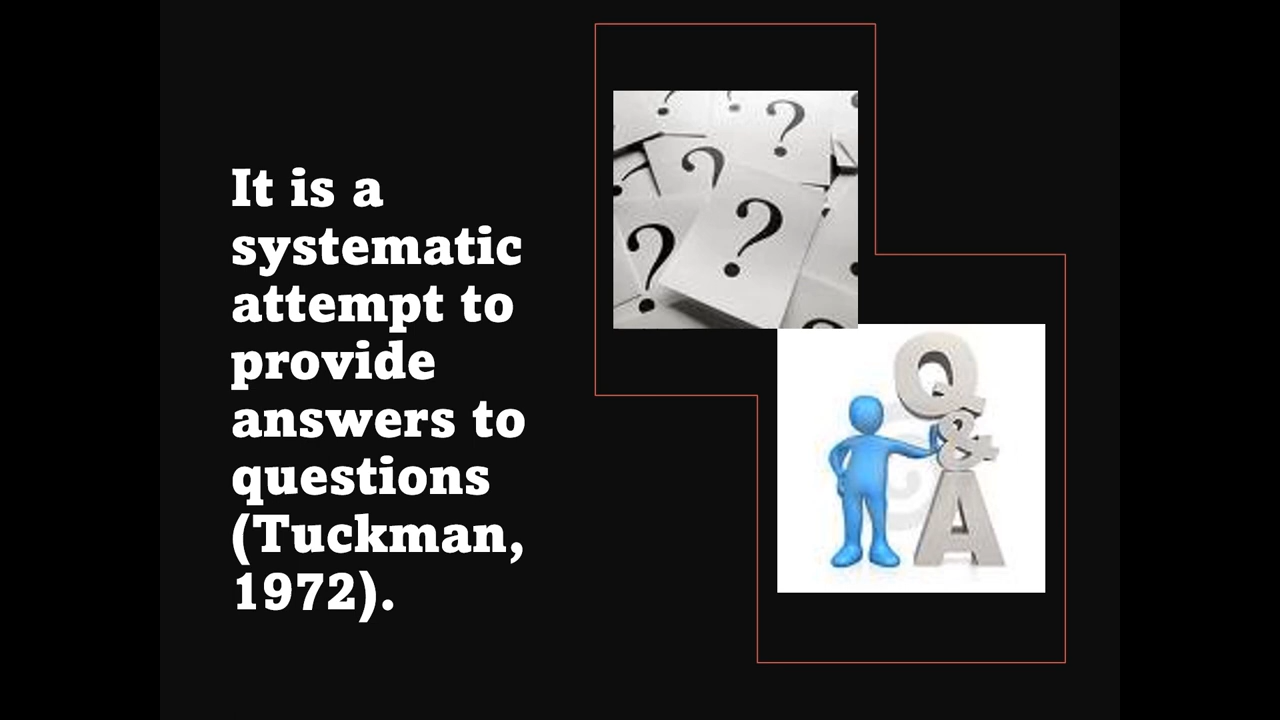 It is a
systematic
attempt to
provide
answers to
questions
(Tuckman,
1972).
? ? ?
?
? ?
?
Q
&
A